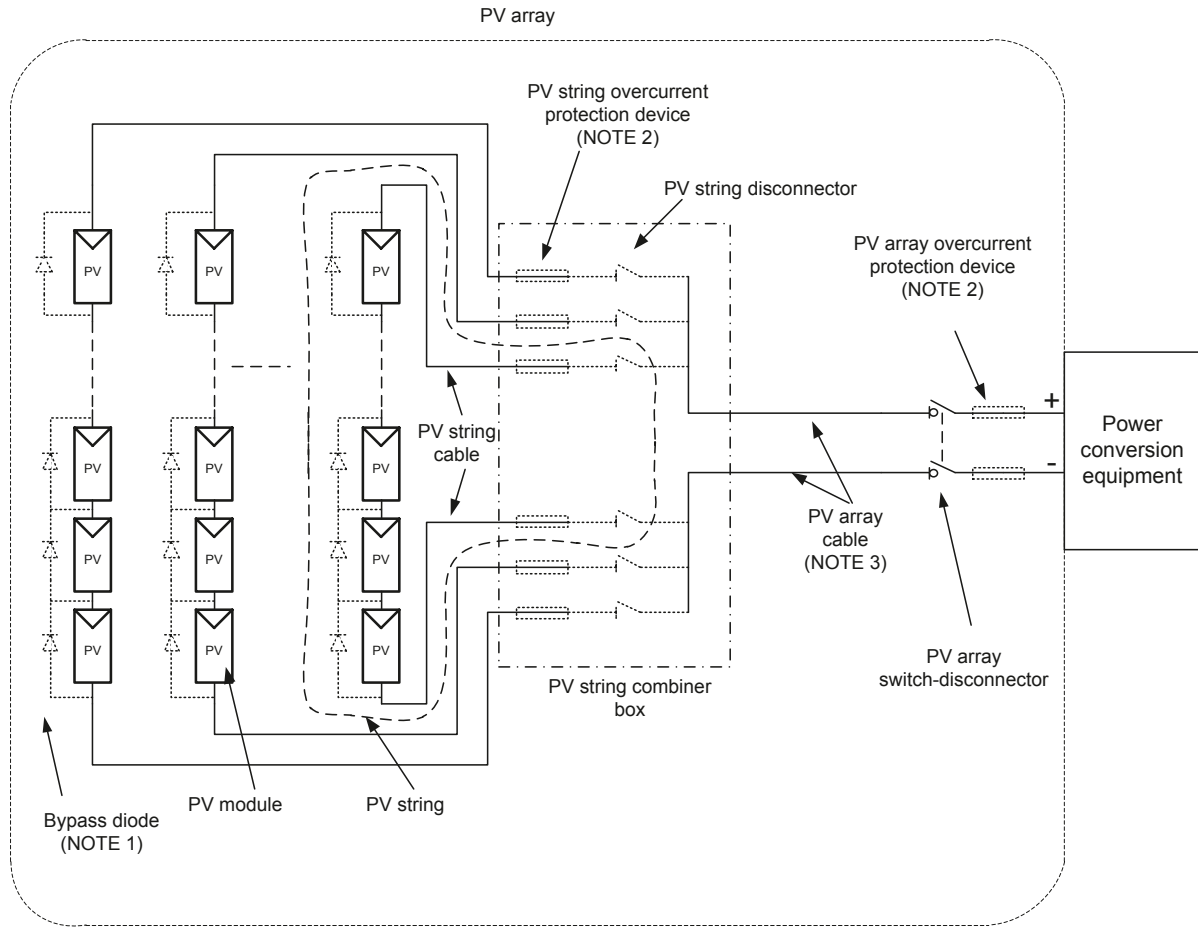 PV array
PV string overcurrent
protection device
(NOTE 2)
PV string disconnector
PV array overcurrent
protection device
(NOTE 2)
PV
PV
PV
PV string
cable
+
-
Power
conversion
equipment
PV
PV
PV
PV
PV
PV
PV
PV
PV
PV array
cable
(NOTE 3)
PV array
switch-disconnector
PV string combiner
box
PV module
PV string
Bypass diode
(NOTE 1)